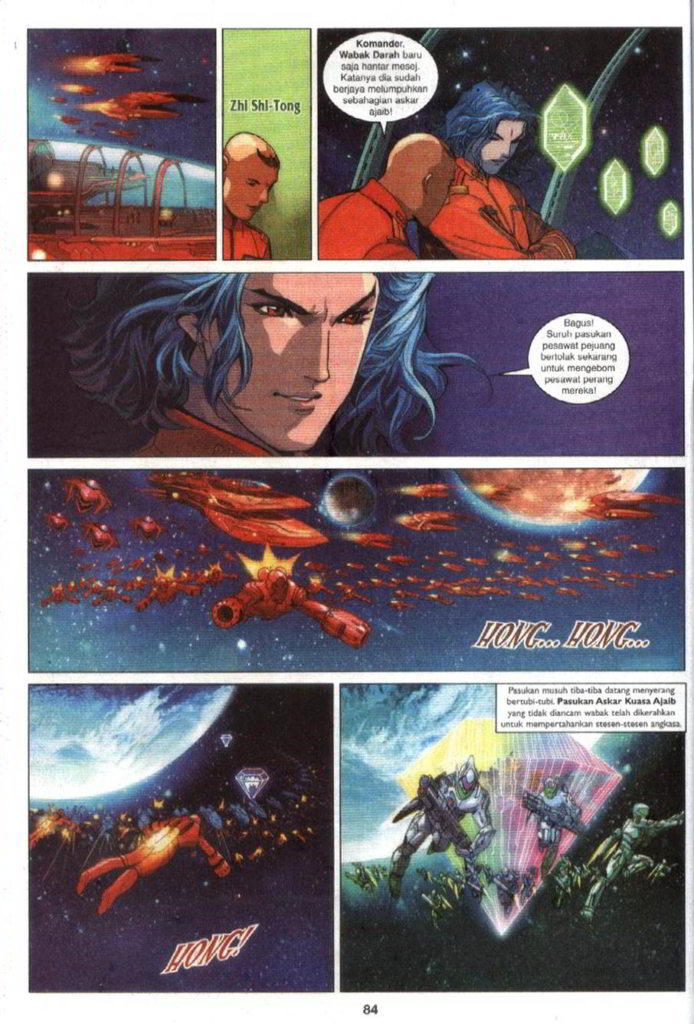 Zhi Shi-Tong
Komander.
Wabak Darah baru
saja hantar mesej.
Katanya dia sudah
berjaya melumpuhkan
sebahagian askar
ajaib!
Bagus!
Suruh pasukan
pesawat pejuang
bertolak sekarang
untuk mengebom
pesawat perang
mereka!
HONG... HONG...
HONG!
Pasukan musuh tiba-tiba datang menyerang
bertubi-tubi. Pasukan Askar Kuasa Ajaib
yang tidak diancam wabak telah dikerahkan
untuk mempertahankan stesen-stesen angkasa.
84